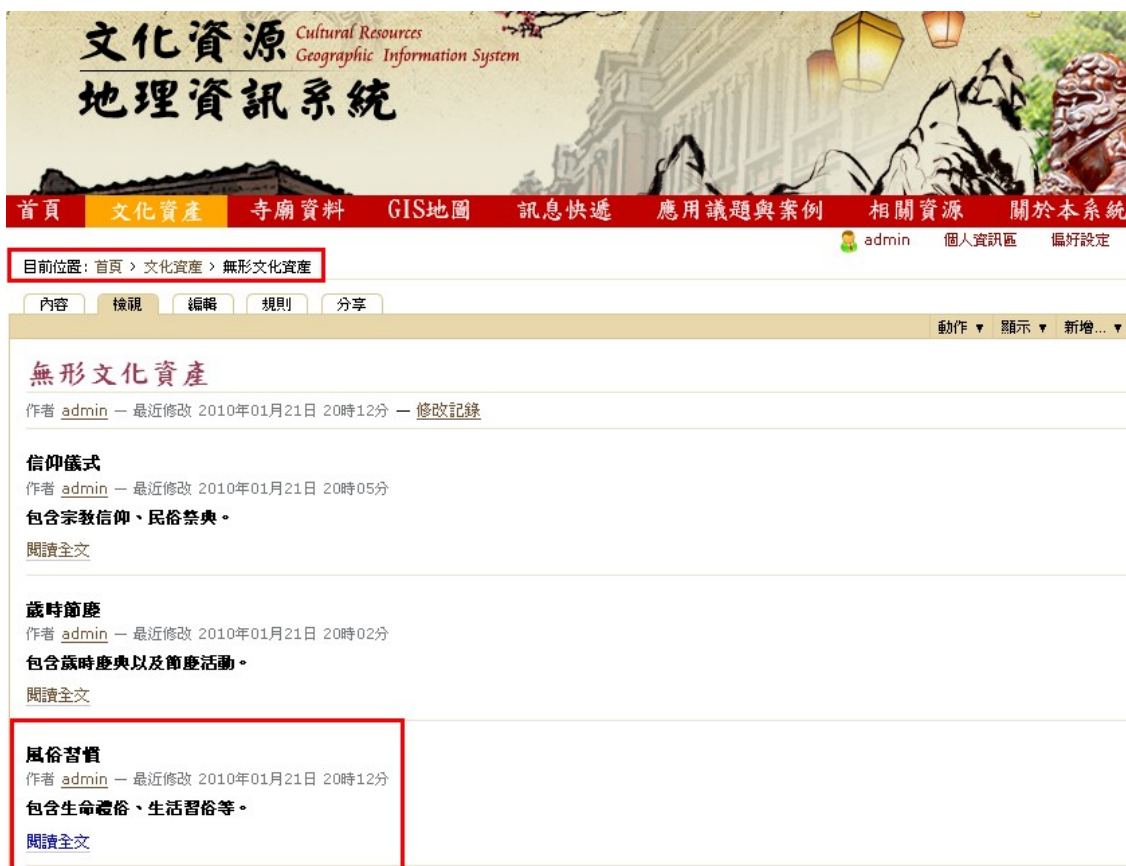 文化資源 Cultural Resources
Geographic Information System
地理資訊系統
首頁 文化資產 寺廟資料 GIS地圖 訊息快遞 應用議題與案例 相關資源 關於本系統
admin 個人資訊區 偏好設定
目前位置: 首頁 › 文化資產 › 無形文化資產
內容 檢視 編輯 規則 分享
動作 ▼ 顯示 ▼ 新增... ▼
無形文化資產
作者 admin — 最近修改 2010年01月21日 20時12分 — 修改記錄
信仰儀式
作者 admin — 最近修改 2010年01月21日 20時05分
包含宗教信仰、民俗祭典。
閱讀全文
歲時節慶
作者 admin — 最近修改 2010年01月21日 20時02分
包含歲時慶典以及節慶活動。
閱讀全文
風俗習慣
作者 admin — 最近修改 2010年01月21日 20時12分
包含生命禮俗、生活習俗等。
閱讀全文